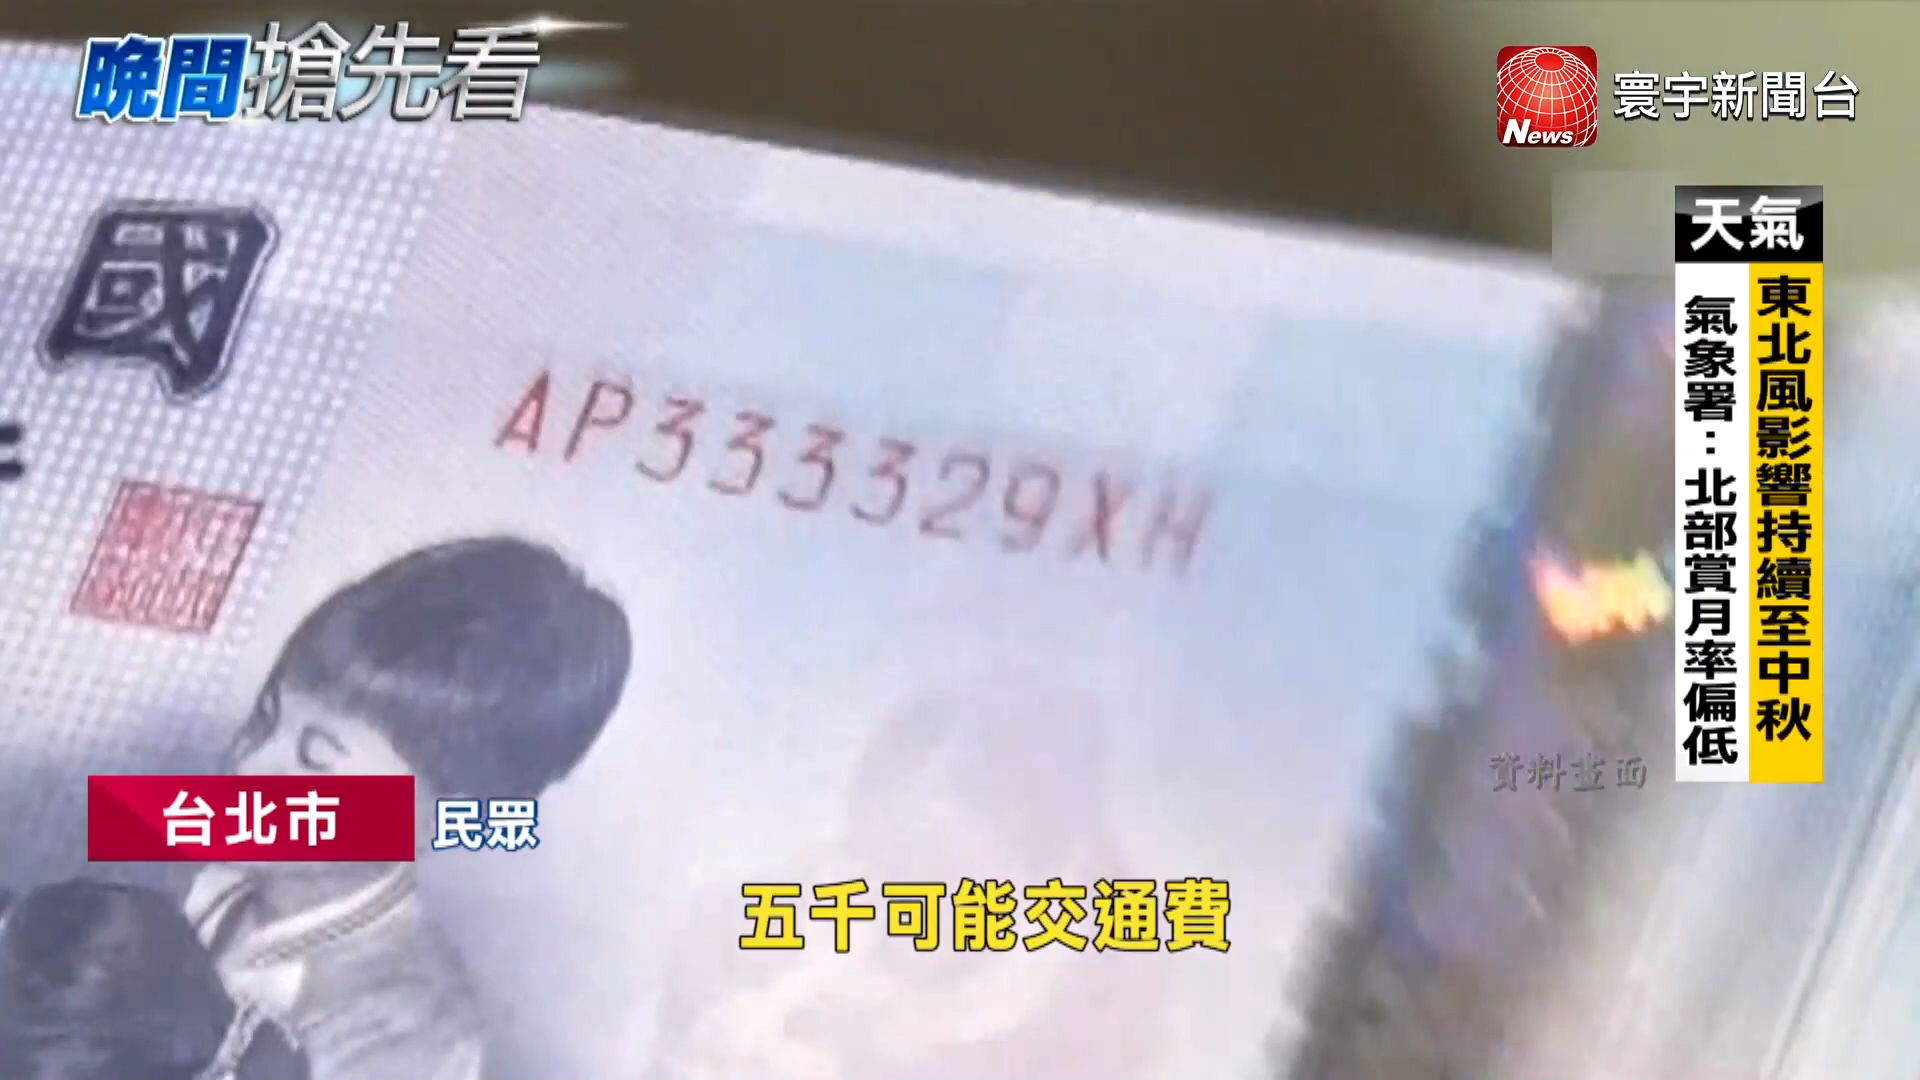 晚間搶先看
News
寰宇新聞台
天氣
東北風影響持續至中秋
氣象署：北部賞月率偏低
國
AP333329XH
資料畫面
台北市
民眾
五千可能交通費